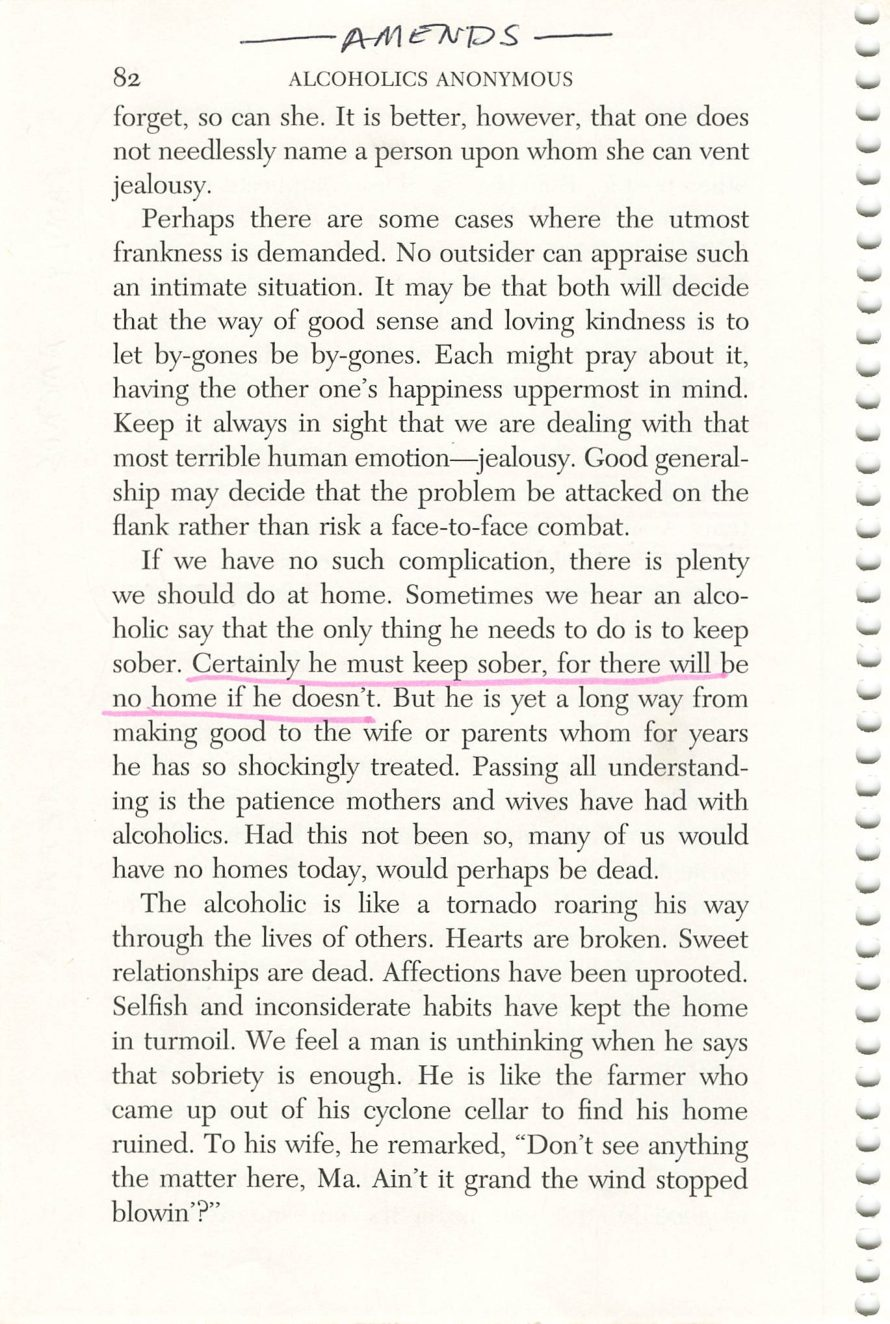 AMENDS
82 ALCOHOLICS ANONYMOUS
forget, so can she. It is better, however, that one does
not needlessly name a person upon whom she can vent
jealousy.
Perhaps there are some cases where the utmost
frankness is demanded. No outsider can appraise such
an intimate situation. It may be that both will decide
that the way of good sense and loving kindness is to
let by-gones be by-gones. Each might pray about it,
having the other one's happiness uppermost in mind.
Keep it always in sight that we are dealing with that
most terrible human emotion—jealousy. Good general-
ship may decide that the problem be attacked on the
flank rather than risk a face-to-face combat.
If we have no such complication, there is plenty
we should do at home. Sometimes we hear an alco-
holic say that the only thing he needs to do is to keep
sober. Certainly he must keep sober, for there will be
no home if he doesn't. But he is yet a long way from
making good to the wife or parents whom for years
he has so shockingly treated. Passing all understand-
ing is the patience mothers and wives have had with
alcoholics. Had this not been so, many of us would
have no homes today, would perhaps be dead.
The alcoholic is like a tornado roaring his way
through the lives of others. Hearts are broken. Sweet
relationships are dead. Affections have been uprooted.
Selfish and inconsiderate habits have kept the home
in turmoil. We feel a man is unthinking when he says
that sobriety is enough. He is like the farmer who
came up out of his cyclone cellar to find his home
ruined. To his wife, he remarked, “Don't see anything
the matter here, Ma. Ain't it grand the wind stopped
blowin'?”